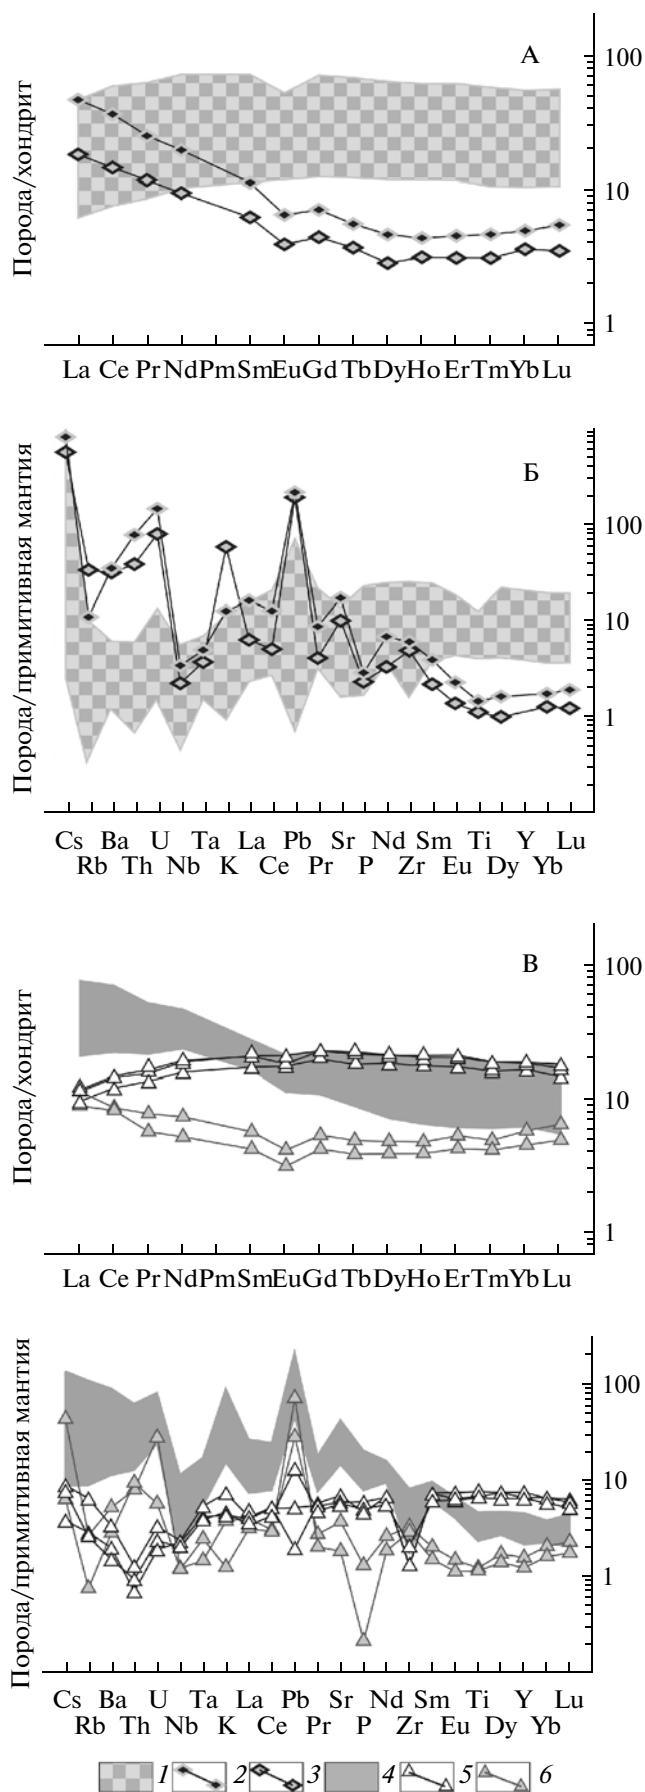 А
100
10
1
Порода/хондрит
La Ce Pr Nd Pm Sm Eu Gd Tb Dy Ho Er Tm Yb Lu
Б
100
10
1
Порода/примитивная мантия
Cs Ba U Ta La Pb Sr Nd Sm Ti Y Lu
Rb Th Nb K Ce Pr P Zr Eu Dy Yb
В
100
10
1
Порода/хондрит
La Ce Pr Nd Pm Sm Eu Gd Tb Dy Ho Er Tm Yb Lu
100
10
1
Порода/примитивная мантия
Cs Ba U Ta La Pb Sr Nd Sm Ti Y Lu
Rb Th Nb K Ce Pr P Zr Eu Dy Yb
1 2 3 4 5 6